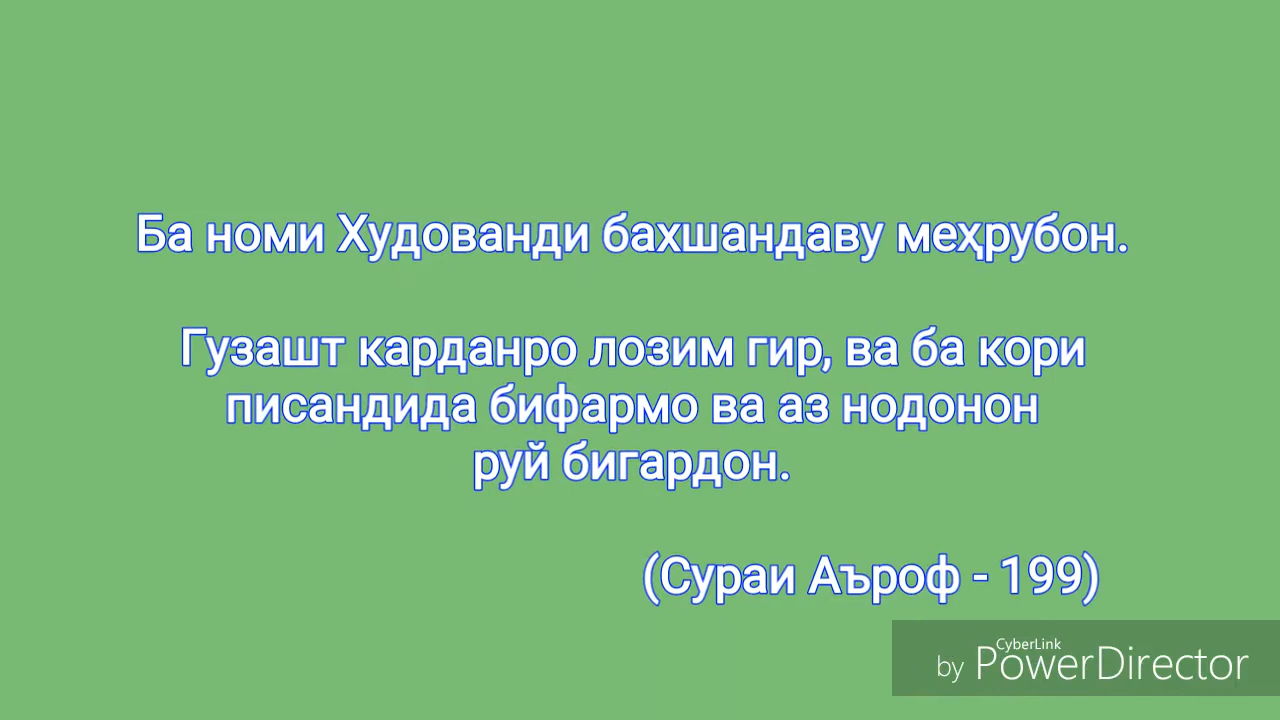 Ба номи Худованди бахшандаву меҳрубон.
Гузашт карданро лозим гир, ва ба кори
писандида бифармо ва аз нодонон
руй бигардон.
(Сураи Аъроф - 199)
CyberLink
by PowerDirector